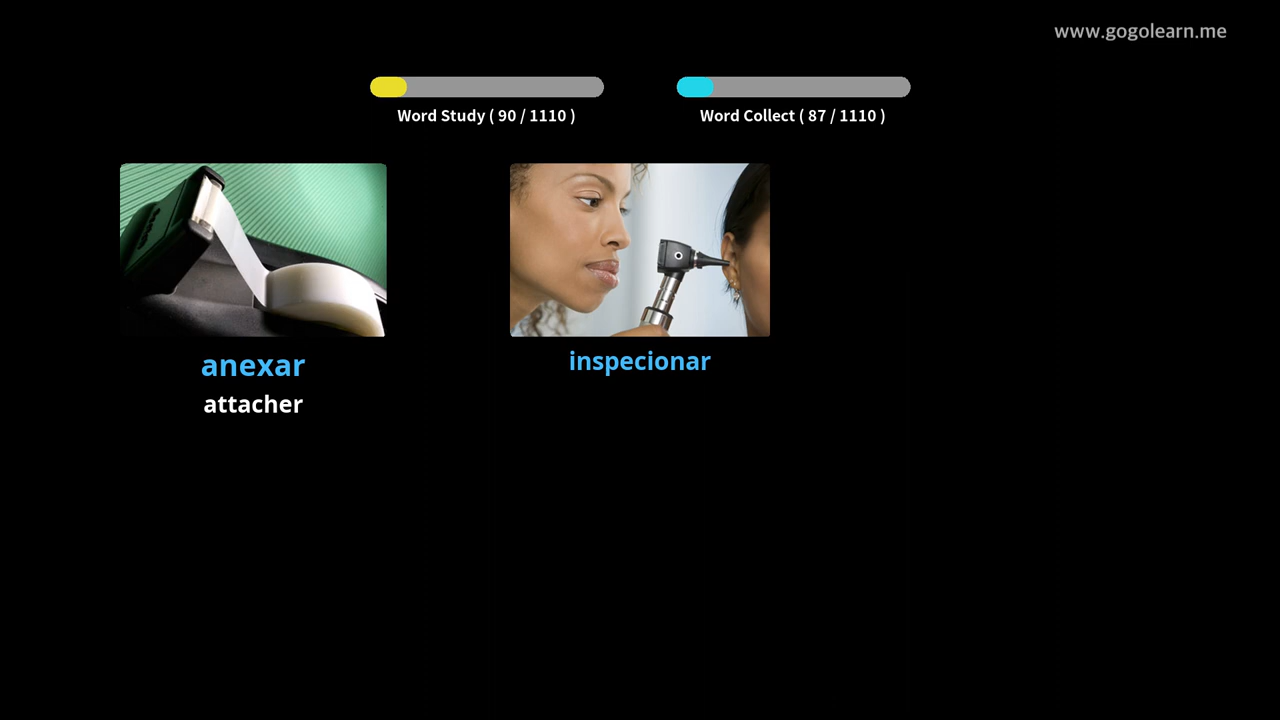 www.gogolearn.me
Word Study ( 90 / 1110 )
Word Collect ( 87 / 1110 )
anexar
attacher
inspecionar